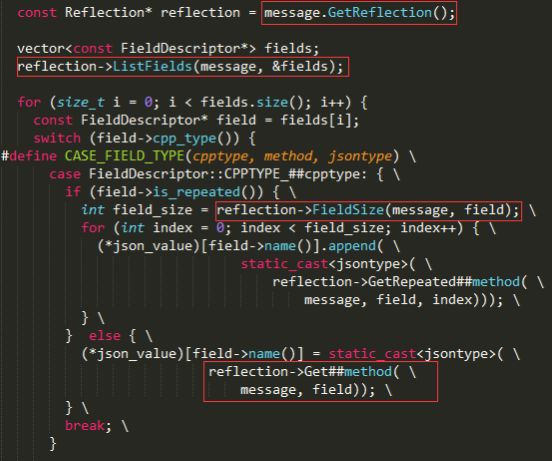 const Reflection* reflection = message.GetReflection();
vector<const FieldDescriptor*> fields;
reflection->ListFields(message, &fields);
for (size_t i = 0; i < fields.size(); i++) {
const FieldDescriptor* field = fields[i];
switch (field->cpp_type()) {
#define CASE_FIELD_TYPE(cpptype, method, jsontype) \
case FieldDescriptor::CPPTYPE_##cpptype: { \
if (field->is_repeated()) { \
int field_size = reflection->FieldSize(message, field); \
for (int index = 0; index < field_size; index++) { \
(*json_value)[field->name()].append( \
static_cast<jsontype>( \
reflection->GetRepeated##method( \
message, field, index))); \
} \
} else { \
(*json_value)[field->name()] = static_cast<jsontype>( \
reflection->Get##method( \
message, field)); \
} \
break; \
}